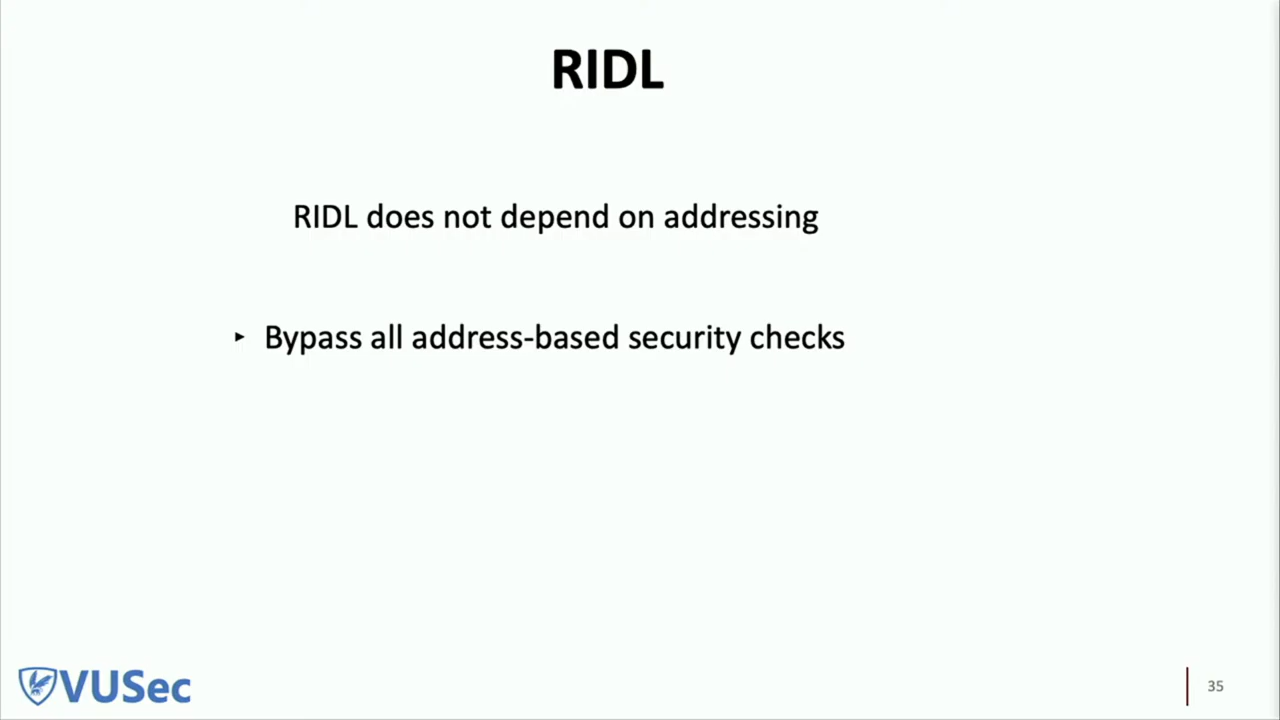 RIDL
RIDL does not depend on addressing
‣ Bypass all address-based security checks
VUSec
35